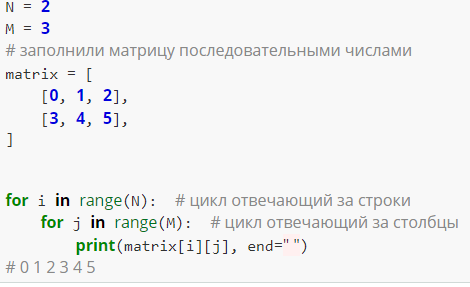 N = 2
M = 3
# заполнили матрицу последовательными числами
matrix = [
    [0, 1, 2],
    [3, 4, 5],
]
for i in range(N):  # цикл отвечающий за строки
    for j in range(M):  # цикл отвечающий за столбцы
        print(matrix[i][j], end=" ")
# 0 1 2 3 4 5